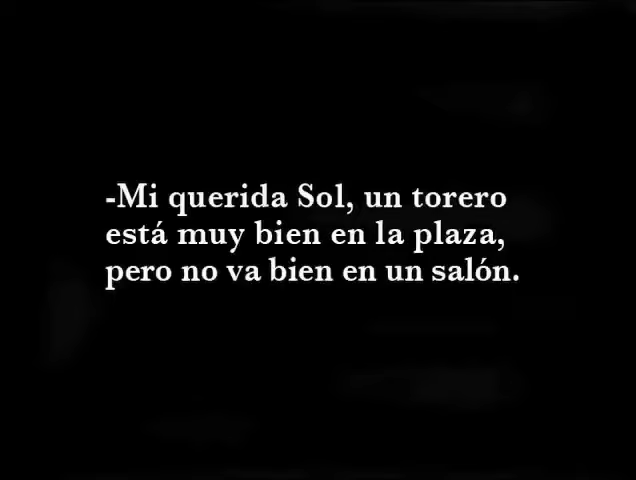 -Mi querida Sol, un torero
está muy bien en la plaza,
pero no va bien en un salón.